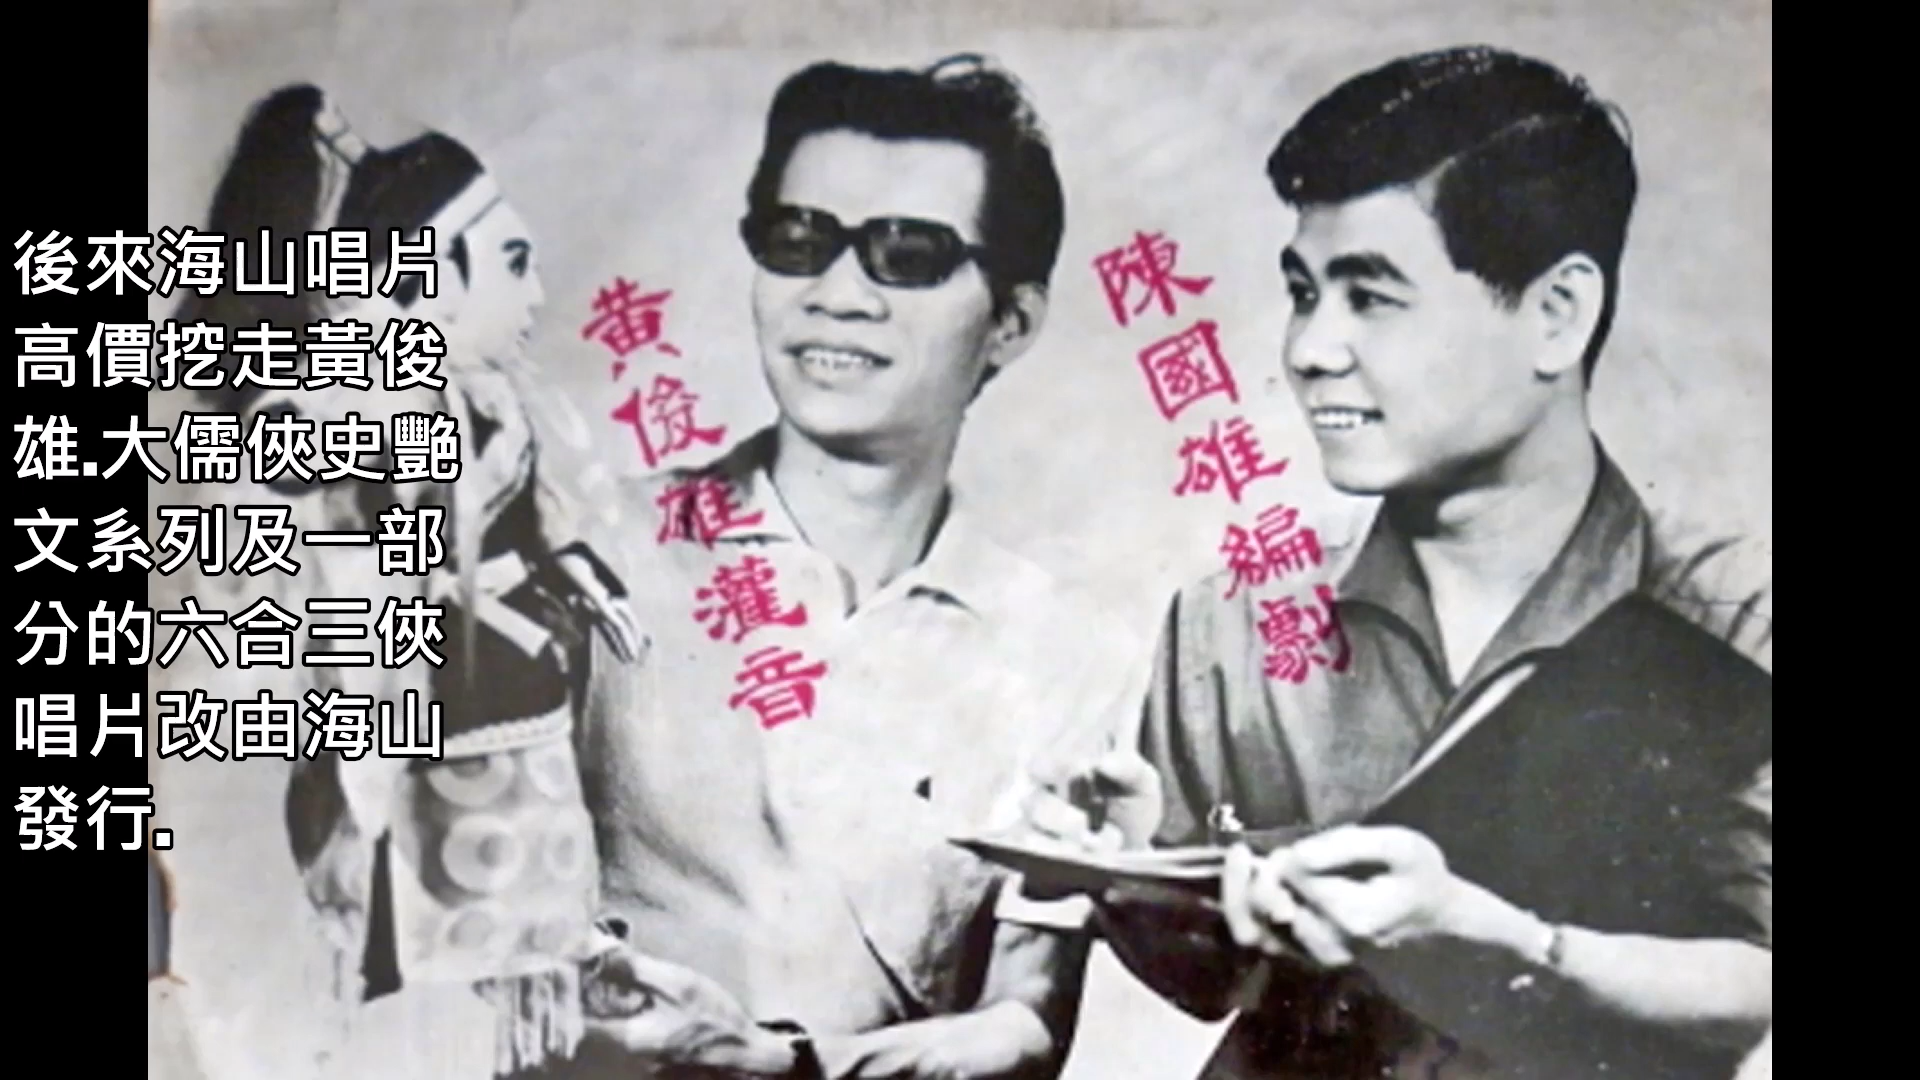 後來海山唱片
高價挖走黃俊
雄.大儒俠史艷
文系列及一部
分的六合三俠
唱片改由海山
發行.
黃俊雄灌音
陳國雄編劇